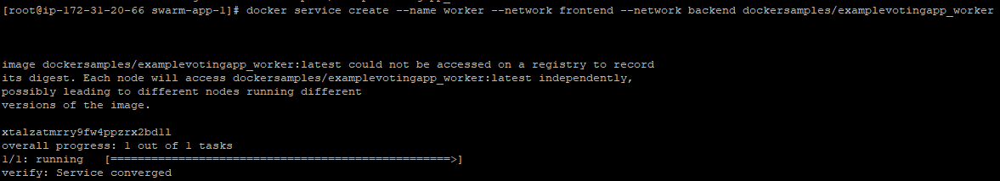 [root@ip-172-31-20-66 swarm-app-1]# docker service create --name worker --network frontend --network backend dockersamples/examplevotingapp_worker
image dockersamples/examplevotingapp_worker:latest could not be accessed on a registry to record
its digest. Each node will access dockersamples/examplevotingapp_worker:latest independently,
possibly leading to different nodes running different
versions of the image.
xtalzatmrry9fw4ppzrx2bd1l
overall progress: 1 out of 1 tasks
1/1: running   [==================================================>]
verify: Service converged